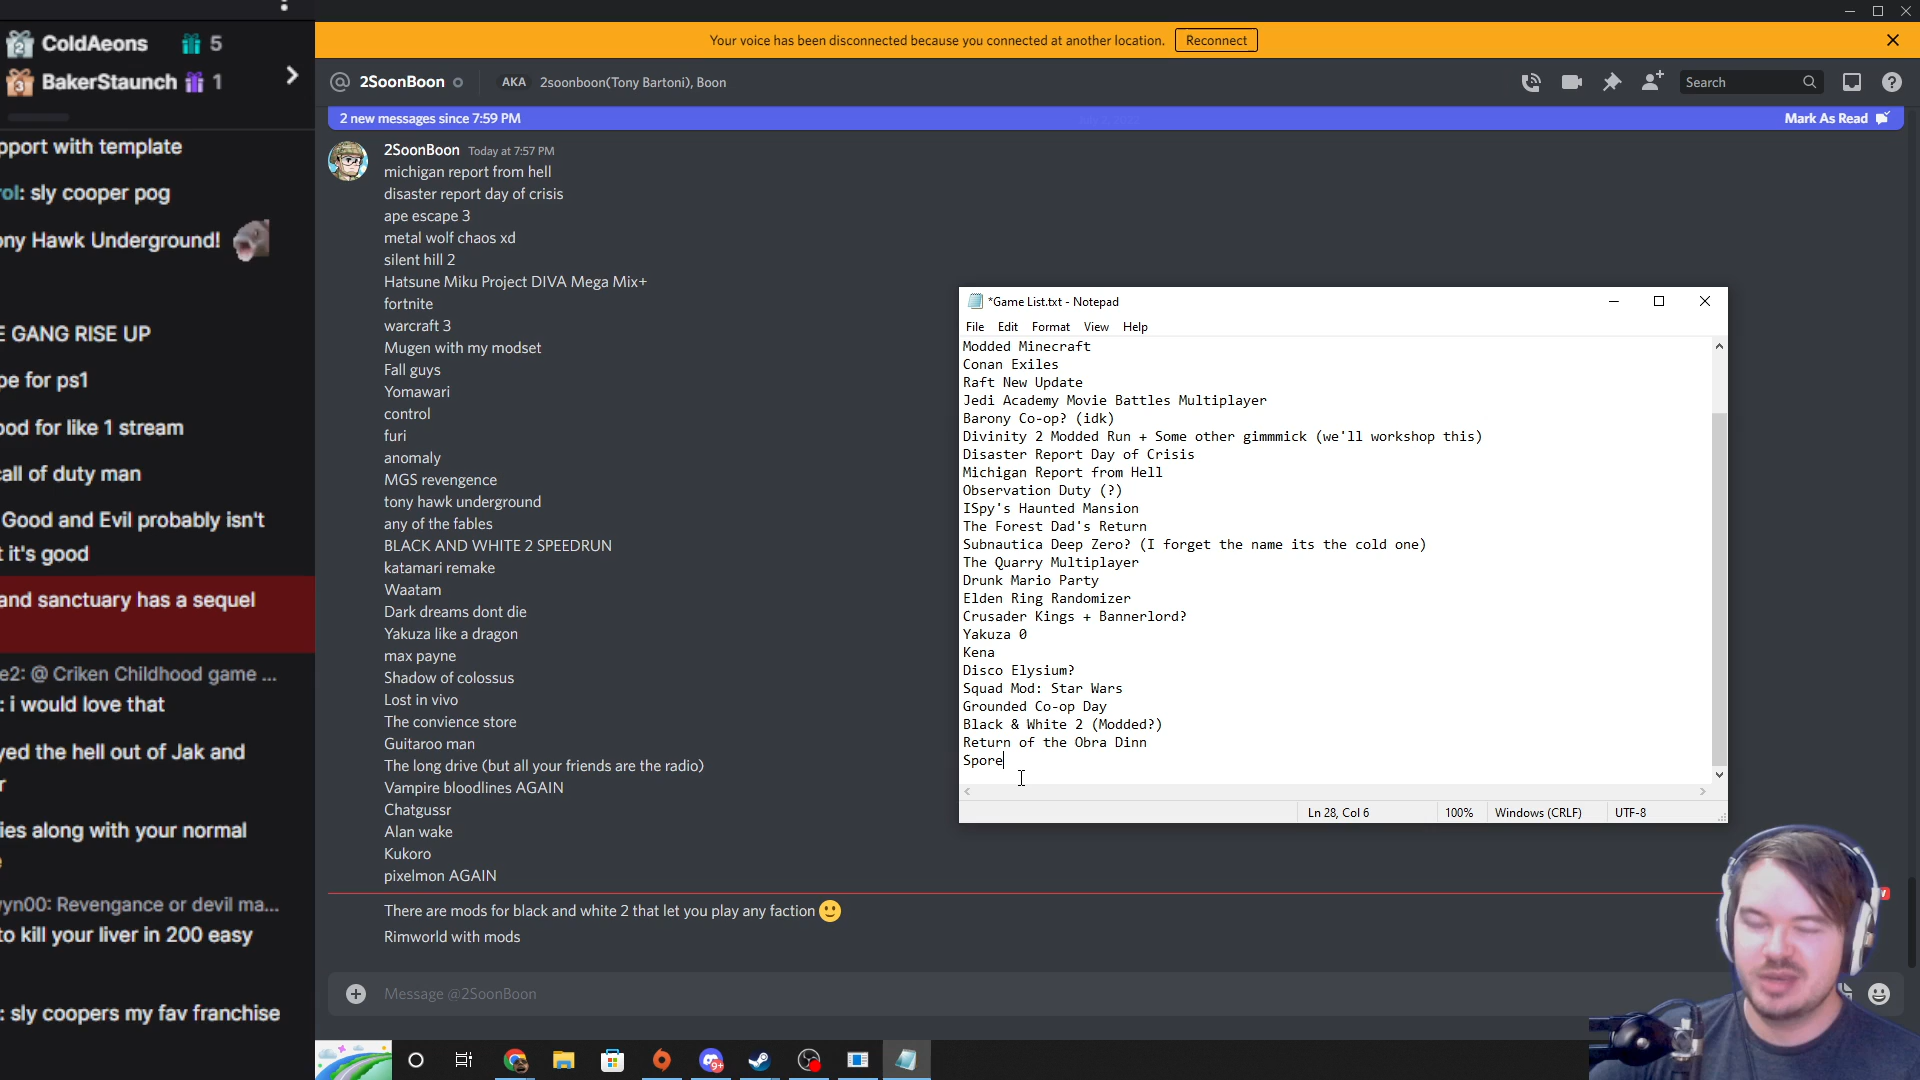 ColdAeons 5
BakerStaunch 1
pport with template
ol: sly cooper pog
ony Hawk Underground!
E GANG RISE UP
pe for ps1
ood for like 1 stream
call of duty man
Good and Evil probably isn't
t it's good
and sanctuary has a sequel
e2: @ Criken Childhood game ...
: i would love that
yed the hell out of Jak and
r
ies along with your normal
e
wyn00: Revengance or devil ma...
to kill your liver in 200 easy
: sly coopers my fav franchise
Your voice has been disconnected because you connected at another location. Reconnect
@ 2SoonBoon AKA 2soonboon(Tony Bartoni), Boon
Search
2 new messages since 7:59 PM Mark As Read
2SoonBoon Today at 7:57 PM
michigan report from hell
disaster report day of crisis
ape escape 3
metal wolf chaos xd
silent hill 2
Hatsune Miku Project DIVA Mega Mix+
fortnite
warcraft 3
Mugen with my modset
Fall guys
Yomawari
control
furi
anomaly
MGS revengence
tony hawk underground
any of the fables
BLACK AND WHITE 2 SPEEDRUN
katamari remake
Waatam
Dark dreams dont die
Yakuza like a dragon
max payne
Shadow of colossus
Lost in vivo
The convience store
Guitaroo man
The long drive (but all your friends are the radio)
Vampire bloodlines AGAIN
Chatgussr
Alan wake
Kukoro
pixelmon AGAIN
There are mods for black and white 2 that let you play any faction
Rimworld with mods
Message @2SoonBoon
*Game List.txt - Notepad
File Edit Format View Help
Modded Minecraft
Conan Exiles
Raft New Update
Jedi Academy Movie Battles Multiplayer
Barony Co-op? (idk)
Divinity 2 Modded Run + Some other gimmmick (we'll workshop this)
Disaster Report Day of Crisis
Michigan Report from Hell
Observation Duty (?)
ISpy's Haunted Mansion
The Forest Dad's Return
Subnautica Deep Zero? (I forget the name its the cold one)
The Quarry Multiplayer
Drunk Mario Party
Elden Ring Randomizer
Crusader Kings + Bannerlord?
Yakuza 0
Kena
Disco Elysium?
Squad Mod: Star Wars
Grounded Co-op Day
Black & White 2 (Modded?)
Return of the Obra Dinn
Spore
Ln 28, Col 6 100% Windows (CRLF) UTF-8
9+